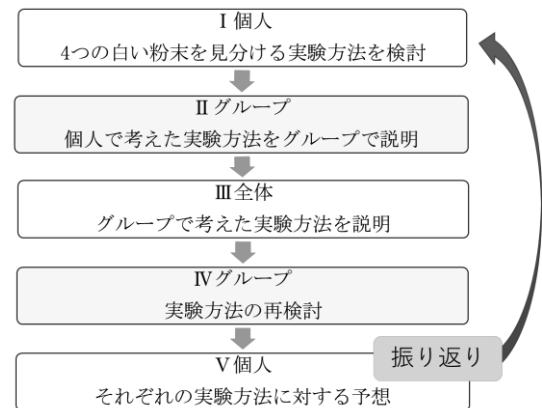 Ⅰ 個人
4つの白い粉末を見分ける実験方法を検討
Ⅱ グループ
個人で考えた実験方法をグループで説明
Ⅲ全体
グループで考えた実験方法を説明
Ⅳグループ
実験方法の再検討
Ⅴ個人
それぞれの実験方法に対する予想
振り返り